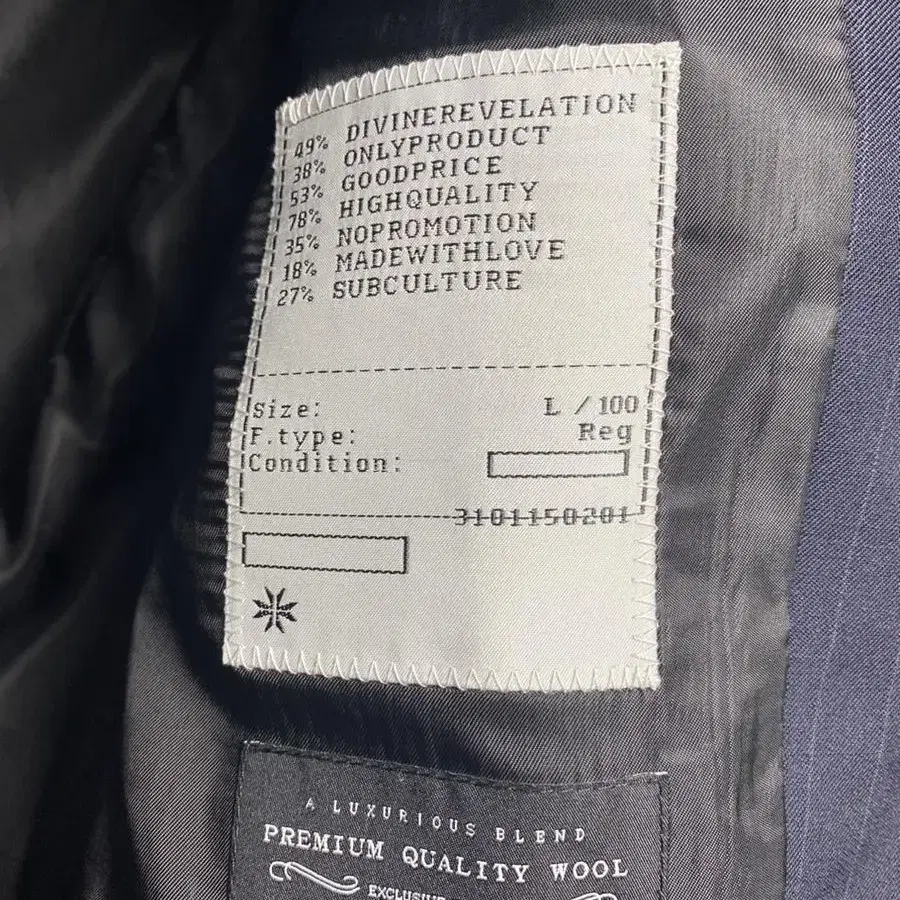 49% DIVINEREVELATION
38% ONLYPRODUCT
53% GOODPRICE
78% HIGHQUALITY
35% NOPROMOTION
18% MADEWITHLOVE
27% SUBCULTURE
Size: L / 100
F.type: Reg
Condition:
3101150201
A LUXURIOUS BLEND
PREMIUM QUALITY WOOL